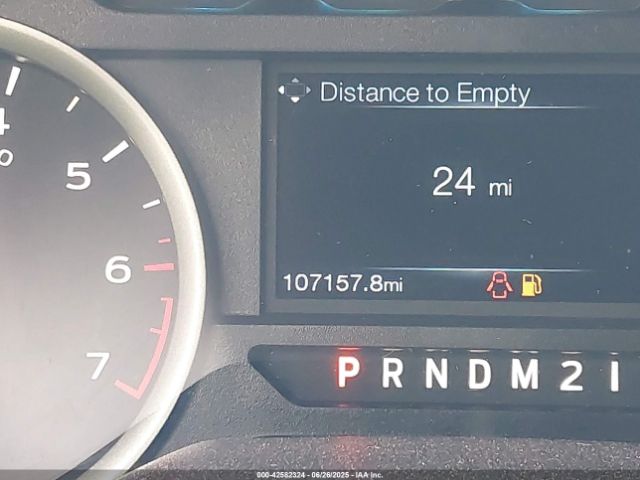 4
5
6
7
Distance to Empty
24 mi
107157.8mi
P R N D M 2 1
000-42582324 - 06/26/2025 - IAA Inc.